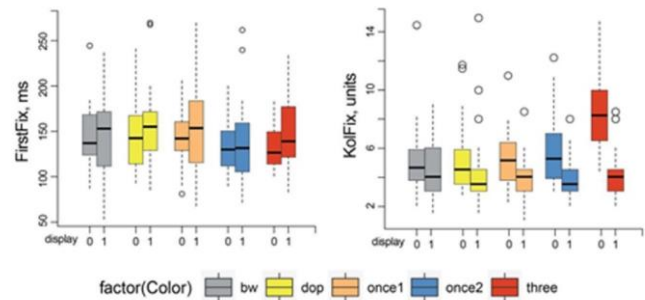 FirstFix, ms
250
200
150
100
50
display 0 1 0 1 0 1 0 1 0 1
KolFix, units
14
10
6
2
display 0 1 0 1 0 1 0 1 0 1
factor(Color) bw dop once1 once2 three